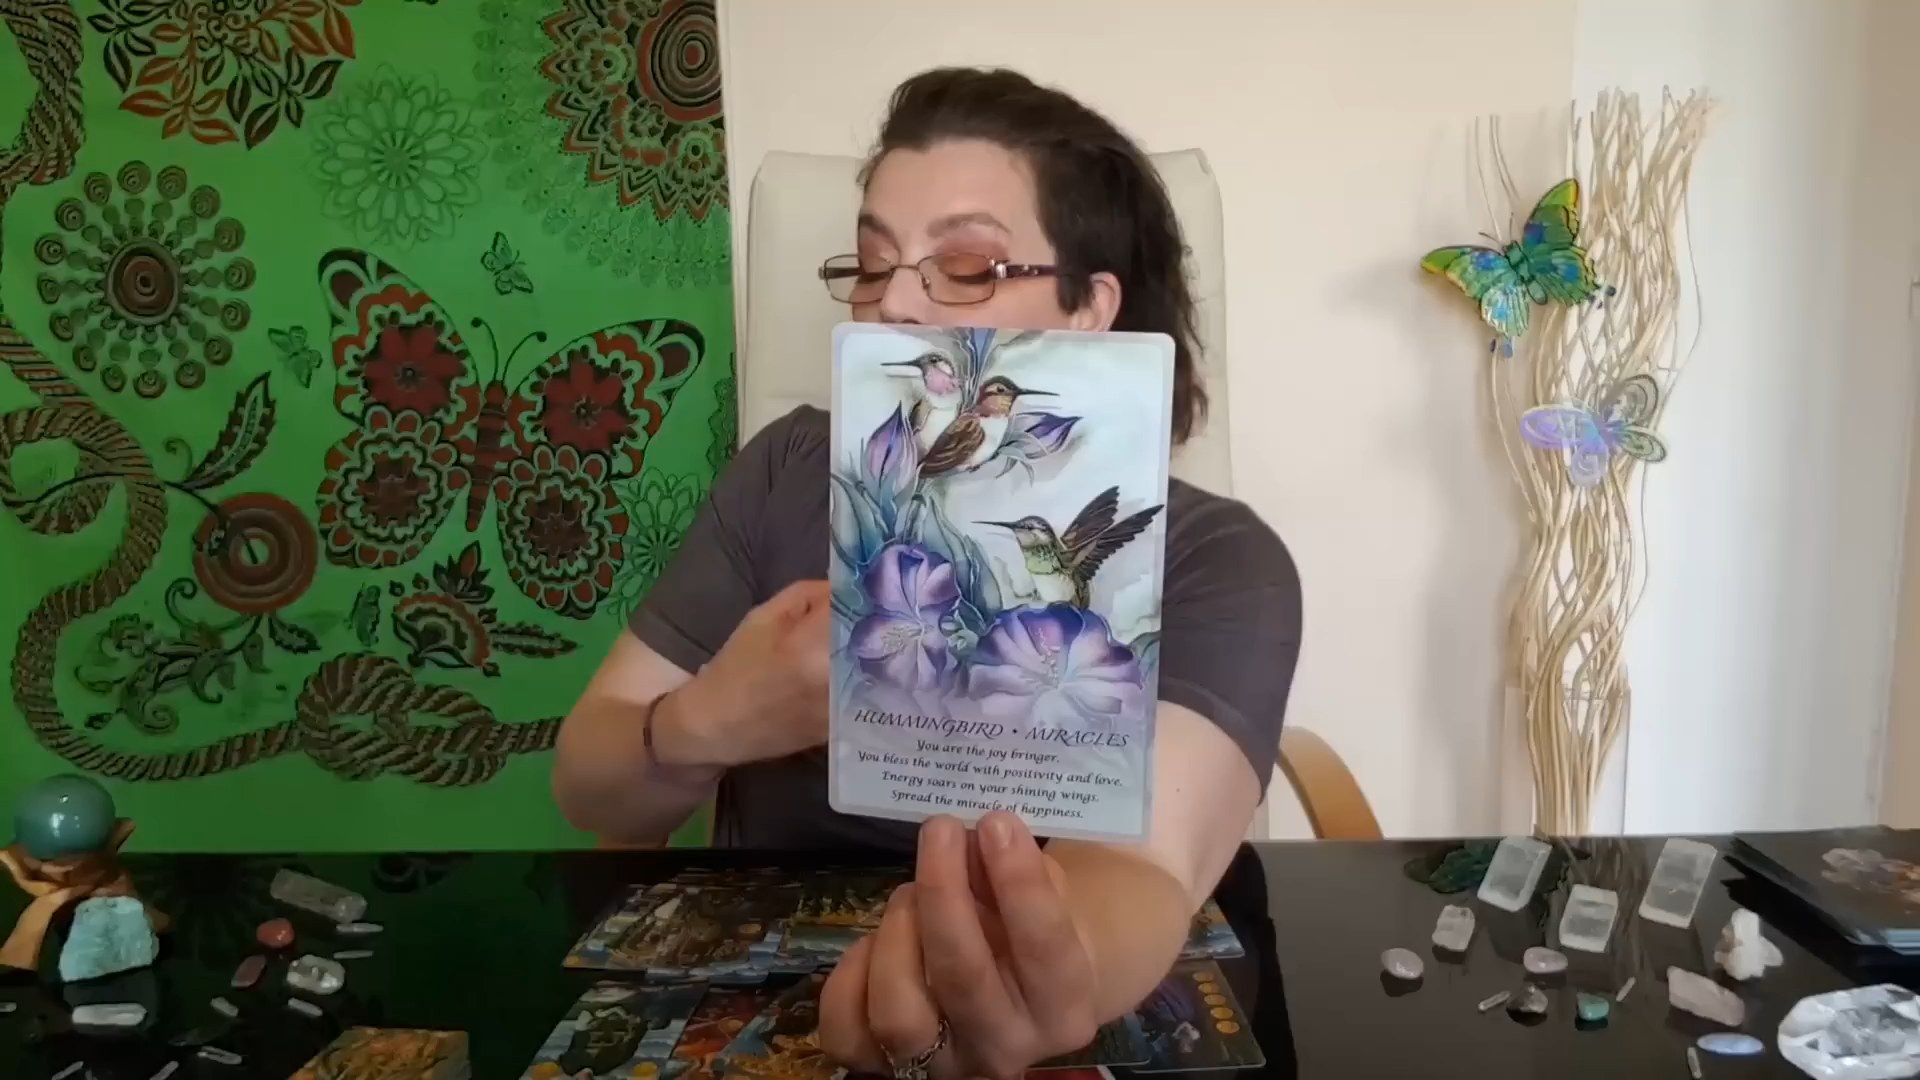 HUMMINGBIRD • MIRACLES
You are the joy bringer.
You bless the world with positivity and love.
Energy soars on your shining wings.
Spread the miracle of happiness.